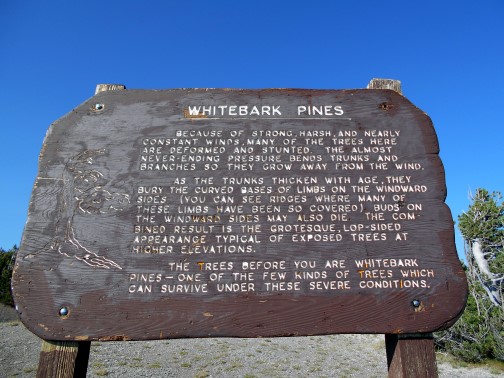 WHITEBARK PINES
BECAUSE OF STRONG, HARSH, AND NEARLY
CONSTANT WINDS, MANY OF THE TREES HERE
ARE DEFORMED AND STUNTED. THE ALMOST
NEVER-ENDING PRESSURE BENDS TRUNKS AND
BRANCHES SO THEY GROW AWAY FROM THE WIND.
AS THE TRUNKS THICKEN WITH AGE, THEY
BURY THE CURVED BASES OF LIMBS ON THE WINDWARD
SIDES. (YOU CAN SEE RIDGES WHERE MANY OF
THESE LIMBS HAVE BEEN SO COVERED.) BUDS ON
THE WINDWARD SIDES MAY ALSO DIE. THE COM-
BINED RESULT IS THE GROTESQUE, LOP-SIDED
APPEARANGE TYPICAL OF EXPOSED TREES AT
HIGHER ELEVATIONS.
THE TREES BEFORE YOU ARE WHITEBARK
PINES—ONE OF THE FEW KINDS OF TREES WHICH
CAN SURVIVE UNDER THESE SEVERE CONDITIONS.